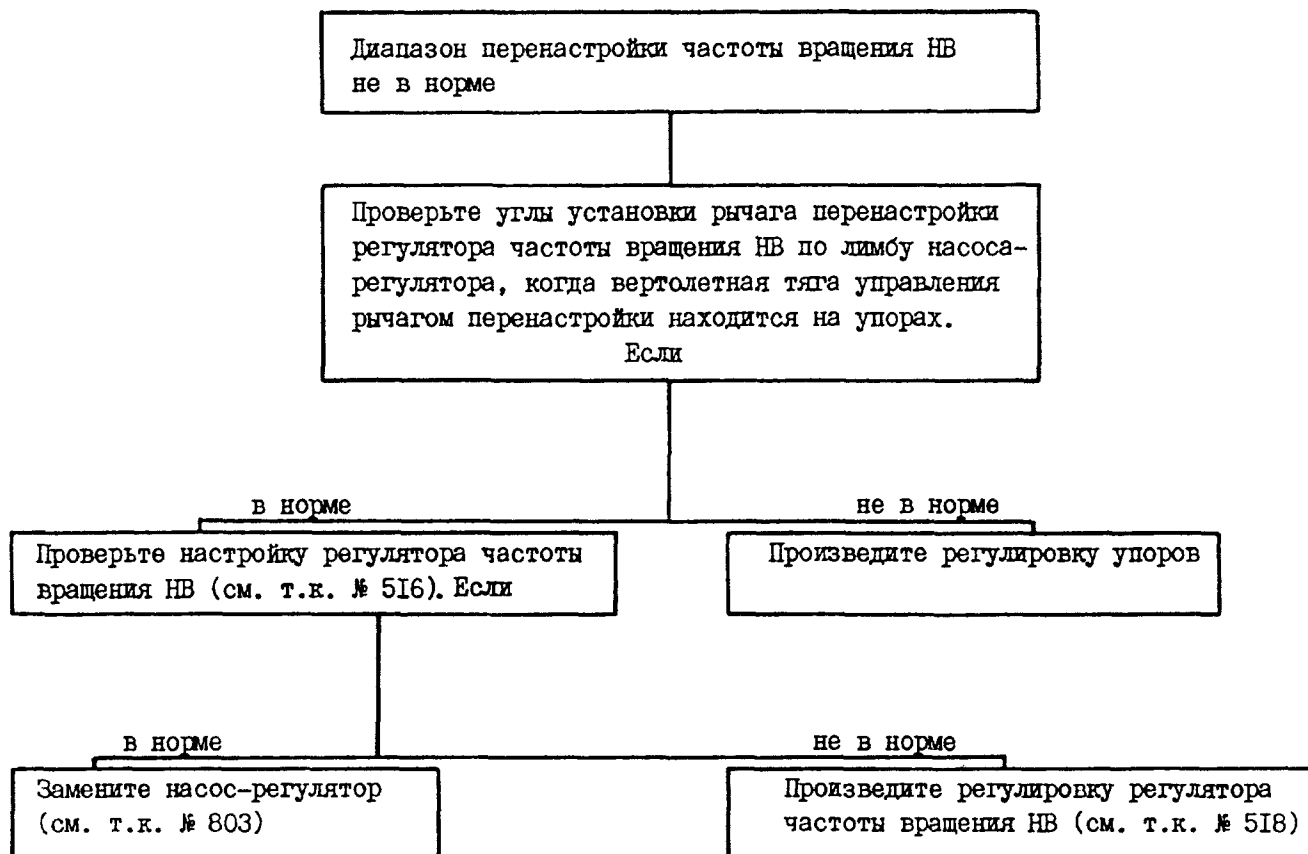 Диапазон перенастройки частоты вращения НВ
не в норме
Проверьте углы установки рычага перенастройки
регулятора частоты вращения НВ по лимбу насоса-
регулятора, когда вертолетная тяга управления
рычагом перенастройки находится на упорах.
Если
в норме
не в норме
Проверьте настройку регулятора частоты
вращения НВ (см. т.к. № 5I6). Если
Произведите регулировку упоров
в норме
не в норме
Замените насос-регулятор
(см. т.к. № 803)
Произведите регулировку регулятора
частоты вращения НВ (см. т.к. № 5I8)